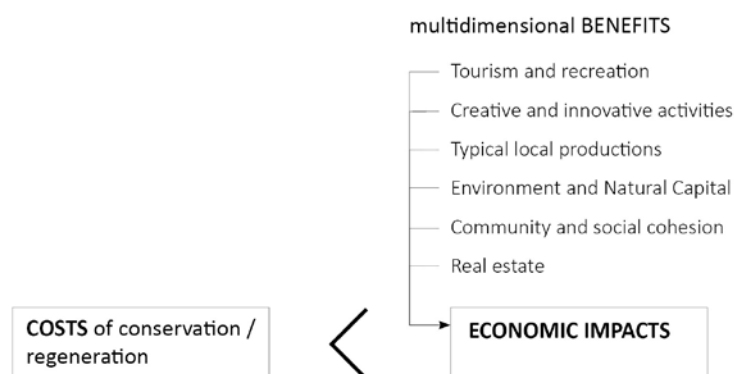 multidimensional BENEFITS
Tourism and recreation
Creative and innovative activities
Typical local productions
Environment and Natural Capital
Community and social cohesion
Real estate
COSTS of conservation /
regeneration
<
ECONOMIC IMPACTS